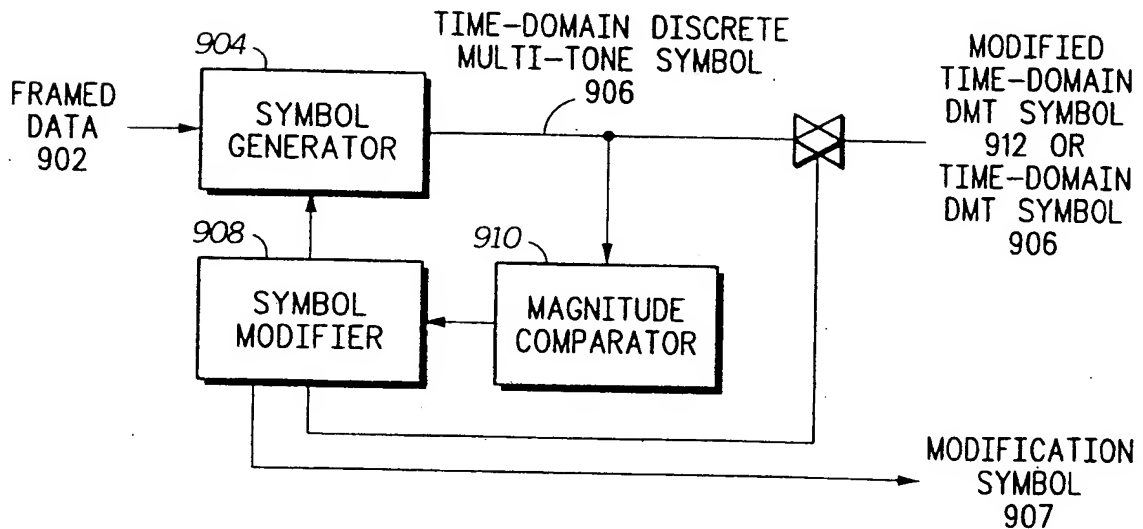 FRAMED
DATA
902
904
SYMBOL
GENERATOR
TIME-DOMAIN DISCRETE
MULTI-TONE SYMBOL
906
MODIFIED
TIME-DOMAIN
DMT SYMBOL
912 OR
TIME-DOMAIN
DMT SYMBOL
906
908
SYMBOL
MODIFIER
910
MAGNITUDE
COMPARATOR
MODIFICATION
SYMBOL
907